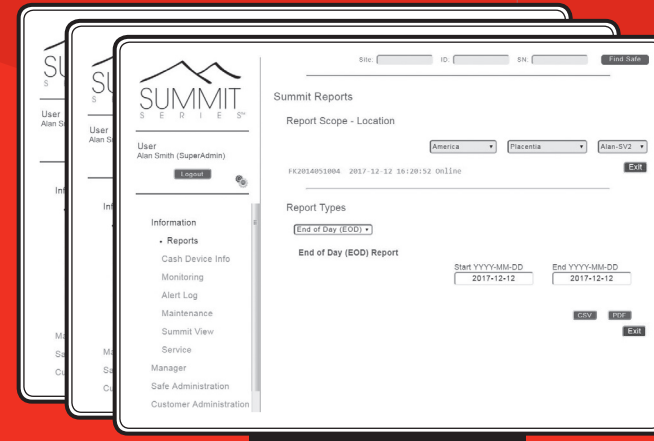 Site:
ID:
SN:
Find Safe
SUMMIT
SERIES™
User
Alan Smith (SuperAdmin)
Logout
Information
• Reports
Cash Device Info
Monitoring
Alert Log
Maintenance
Summit View
Service
Manager
Safe Administration
Customer Administration
Summit Reports
Report Scope - Location
America Placentia Alan-SV2
FK2014051004 2017-12-12 16:20:52 Online
Exit
Report Types
End of Day (EOD)
End of Day (EOD) Report
Start YYYY-MM-DD End YYYY-MM-DD
2017-12-12 2017-12-12
CSV PDF
Exit
User
User